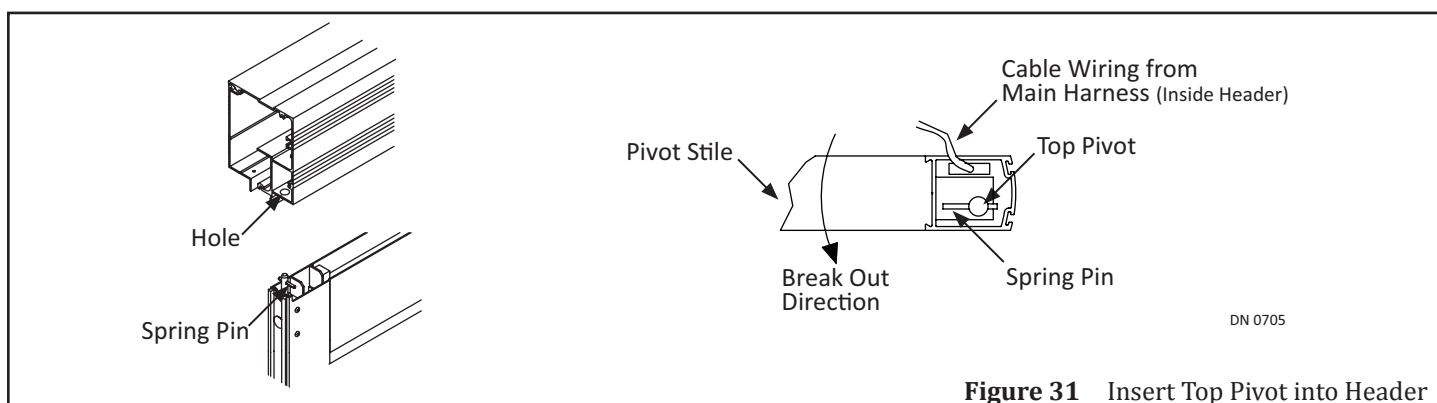 Hole
Spring Pin
Cable Wiring from
Main Harness (Inside Header)
Pivot Stile
Top Pivot
Spring Pin
Break Out
Direction
DN 0705
Figure 31 Insert Top Pivot into Header